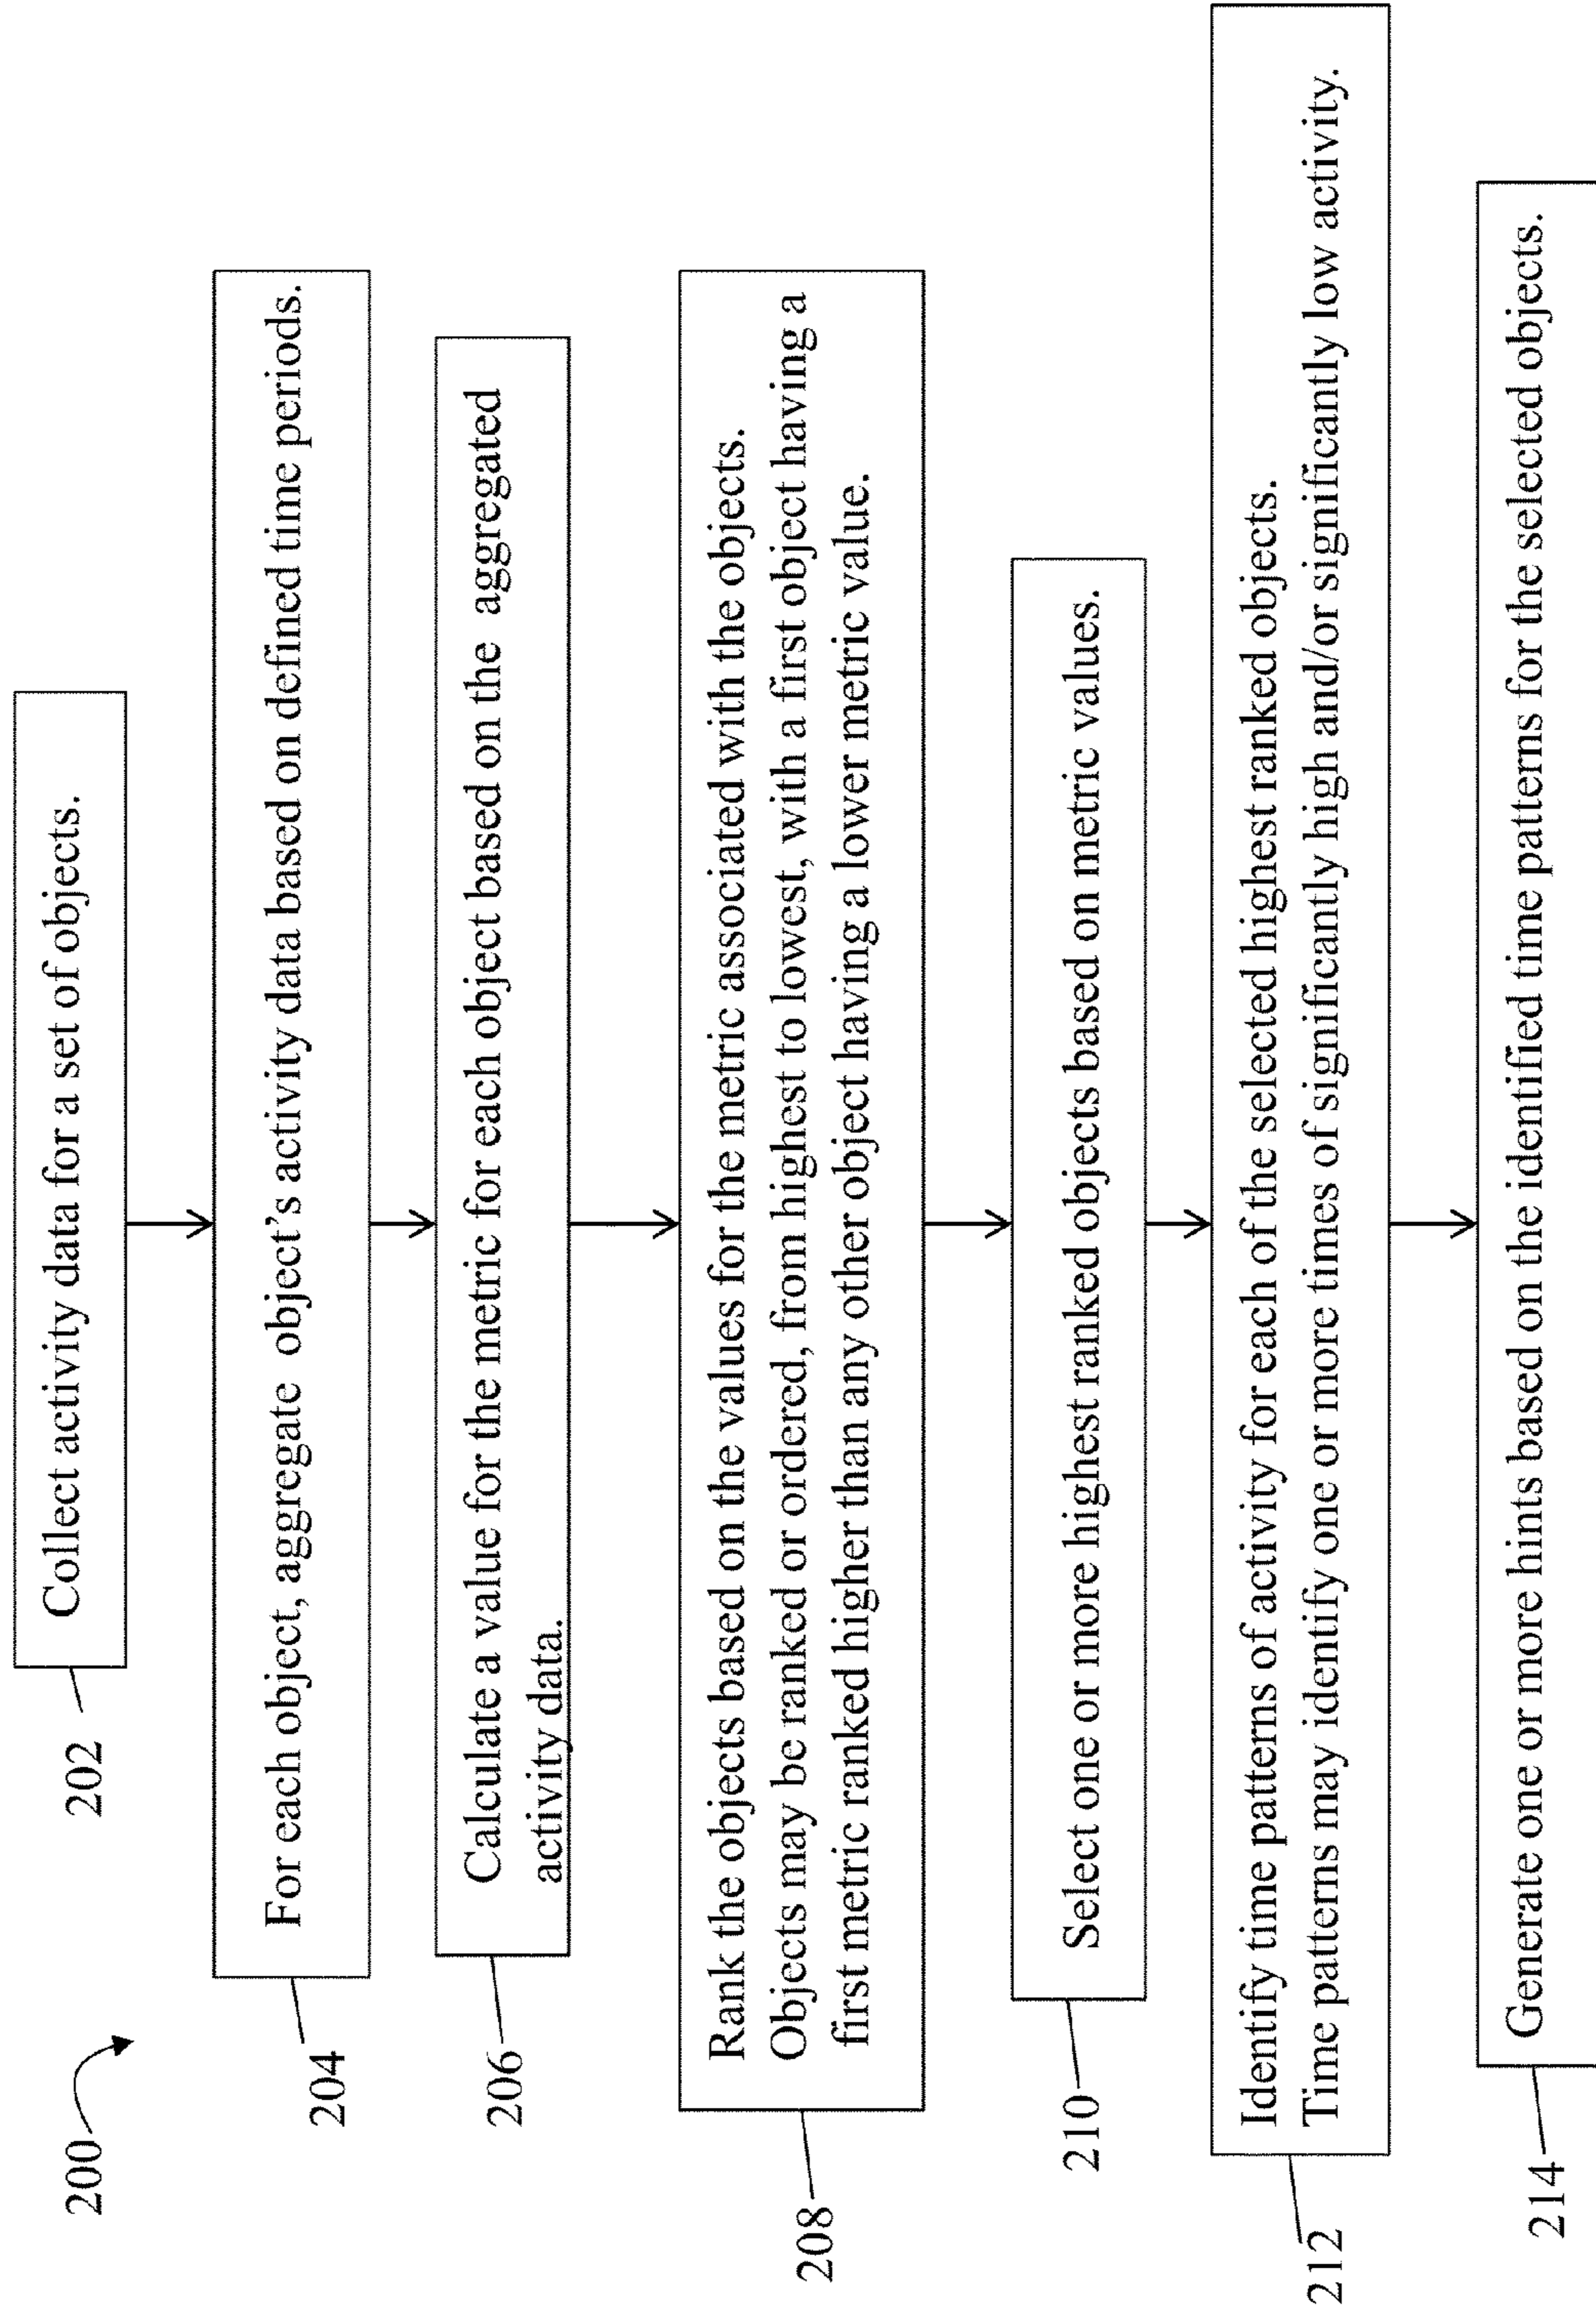 200
202
Collect activity data for a set of objects.
204
For each object, aggregate object's activity data based on defined time periods.
206
Calculate a value for the metric for each object based on the aggregated
activity data.
208
Rank the objects based on the values for the metric associated with the objects.
Objects may be ranked or ordered, from highest to lowest, with a first object having a
first metric ranked higher than any other object having a lower metric value.
210
Select one or more highest ranked objects based on metric values.
212
Identify time patterns of activity for each of the selected highest ranked objects.
Time patterns may identify one or more times of significantly high and/or significantly low activity.
214
Generate one or more hints based on the identified time patterns for the selected objects.